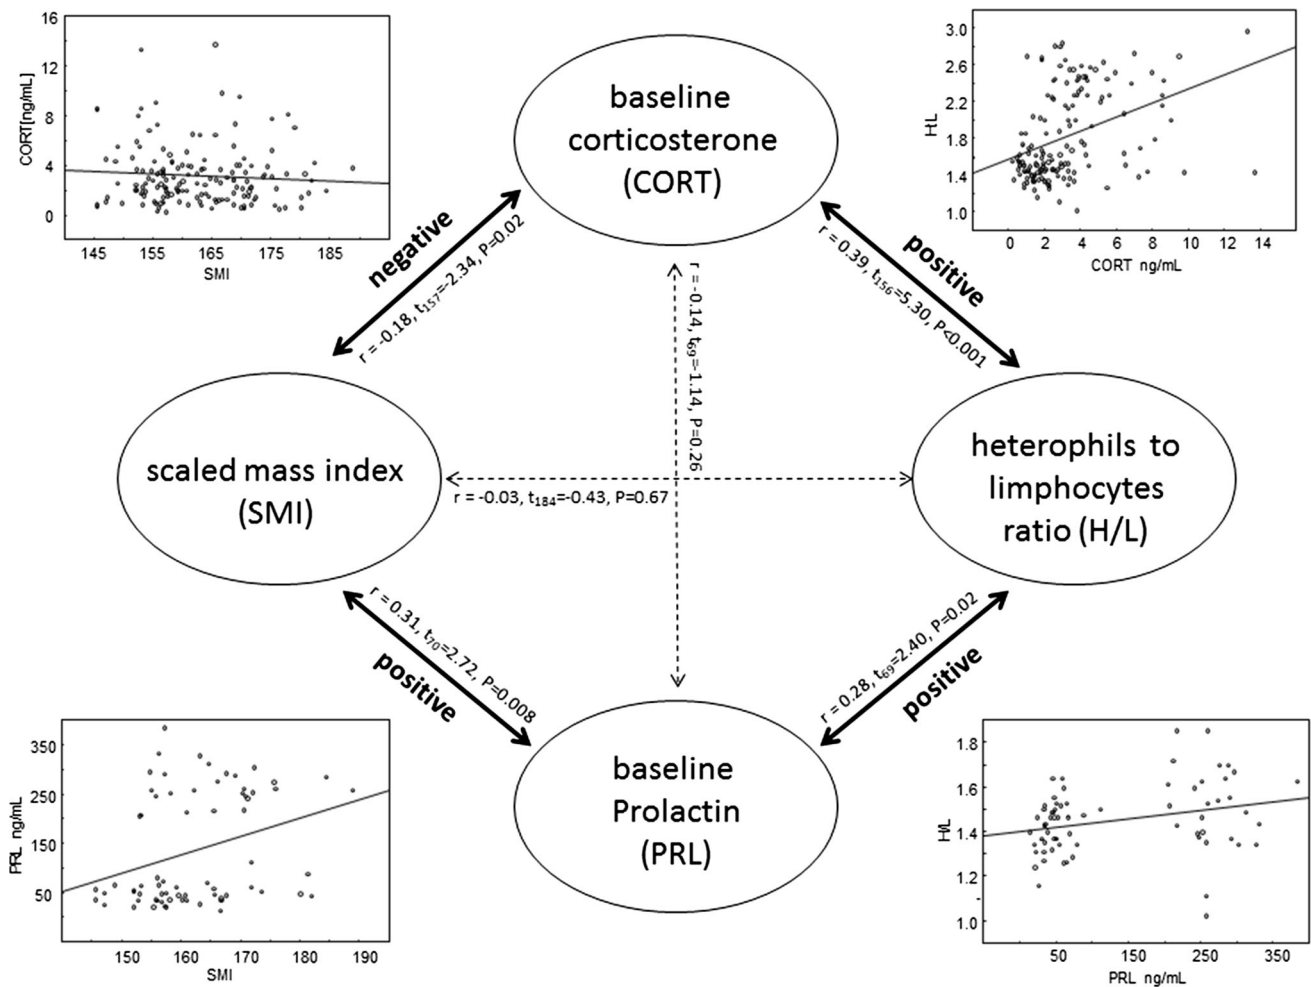 16
12
8
4
0
CORT[ng/mL]
145 155 165 175 185
SMI
baseline
corticosterone
(CORT)
3.0
2.6
2.2
1.8
1.4
1.0
H:L
0 2 4 6 8 10 12 14
CORT ng/mL
negative
r = -0.18, t157=-2.34, P=0.02
positive
r = 0.39, t156=5.30, P<0.001
r = -0.14, t69=-1.14, P=0.26
scaled mass index
(SMI)
r = -0.03, t184=-0.43, P=0.67
heterophils to
limphocytes
ratio (H/L)
r = 0.31, t70=2.72, P=0.008
positive
r = 0.28, t69=2.40, P=0.02
positive
350
250
150
50
PRL ng/mL
150 160 170 180 190
SMI
baseline
Prolactin
(PRL)
1.8
1.6
1.4
1.2
1.0
H/L
50 150 250 350
PRL ng/mL